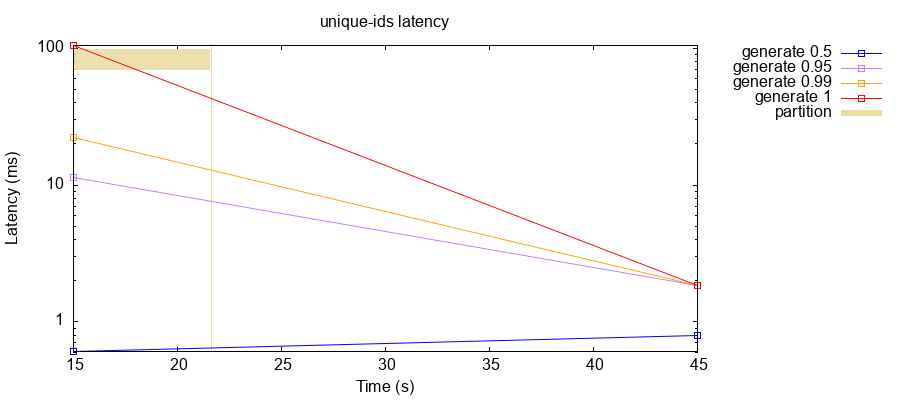 unique-ids latency
100
10
1
Latency (ms)
15 20 25 30 35 40 45
Time (s)
generate 0.5
generate 0.95
generate 0.99
generate 1
partition